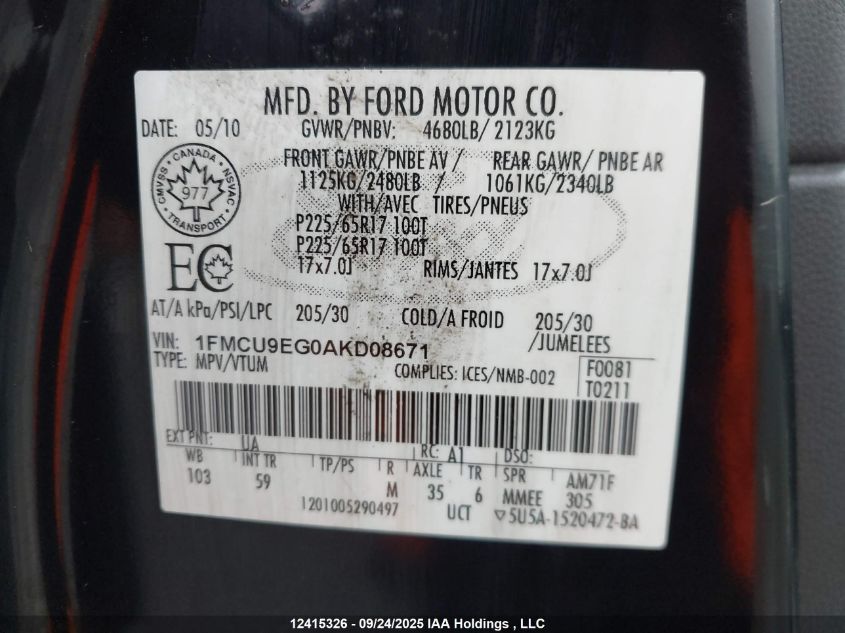 MFD. BY FORD MOTOR CO.
DATE: 05/10 GVWR/PNBV: 4680LB/ 2123KG
FRONT GAWR/PNBE AV / REAR GAWR/ PNBE AR
1125KG/2480LB / 1061KG/2340LB
WITH/AVEC TIRES/PNEUS
P225/65R17 100T
P225/65R17 100T
17x7.0J RIMS/JANTES 17x7.0J
CMVSS CANADA NSVAC
977
TRANSPORT
EC
AT/A kPa/PSI/LPC 205/30 COLD/A FROID 205/30
/JUMELEES
VIN: 1FMCU9EG0AKD08671
TYPE: MPV/VTUM COMPLIES: ICES/NMB-002
F0081
T0211
EXT PNT: UA RC: A1 DSO:
WB INT TR TP/PS R AXLE TR SPR AM71F
103 59 M 35 6 MMEE 305
1201005290497 UCT ▽5U5A-1520472-BA
12415326 - 09/24/2025 IAA Holdings , LLC